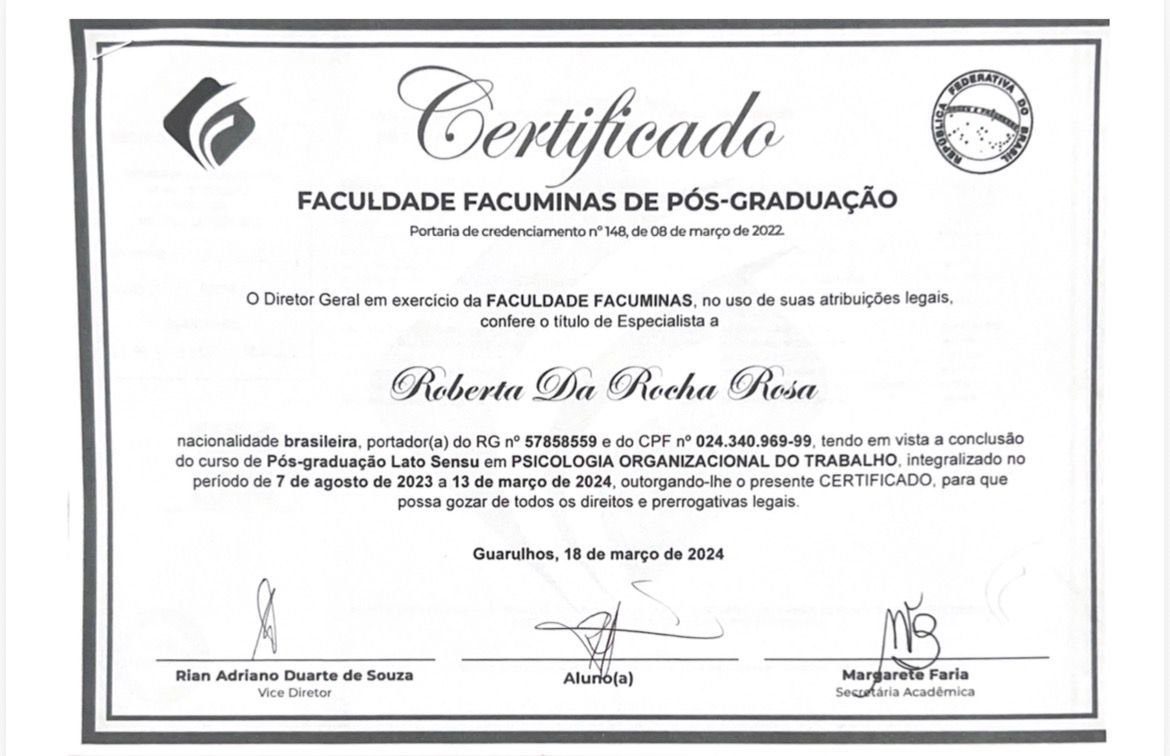 Certificado
REPÚBLICA FEDERATIVA DO BRASIL
FACULDADE FACUMINAS DE PÓS-GRADUAÇÃO
Portaria de credenciamento nº 148, de 08 de março de 2022.
O Diretor Geral em exercício da FACULDADE FACUMINAS, no uso de suas atribuições legais,
confere o título de Especialista a
Roberta Da Rocha Rosa
nacionalidade brasileira, portador(a) do RG nº 57858559 e do CPF nº 024.340.969-99, tendo em vista a conclusão
do curso de Pós-graduação Lato Sensu em PSICOLOGIA ORGANIZACIONAL DO TRABALHO, integralizado no
período de 7 de agosto de 2023 a 13 de março de 2024, outorgando-lhe o presente CERTIFICADO, para que
possa gozar de todos os direitos e prerrogativas legais.
Guarulhos, 18 de março de 2024
Rian Adriano Duarte de Souza
Vice Diretor
Aluno(a)
Margarete Faria
Secretária Acadêmica